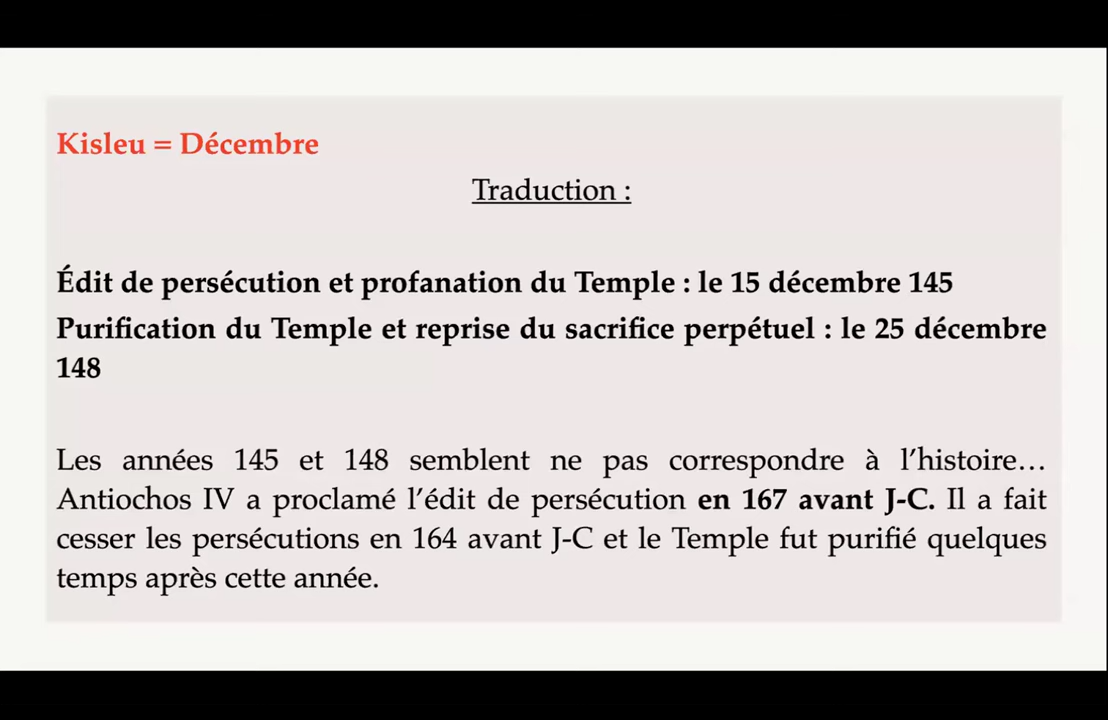 Kisleu = Décembre
Traduction :
Édit de persécution et profanation du Temple : le 15 décembre 145
Purification du Temple et reprise du sacrifice perpétuel : le 25 décembre
148
Les années 145 et 148 semblent ne pas correspondre à l’histoire…
Antiochos IV a proclamé l’édit de persécution en 167 avant J-C. Il a fait
cesser les persécutions en 164 avant J-C et le Temple fut purifié quelques
temps après cette année.